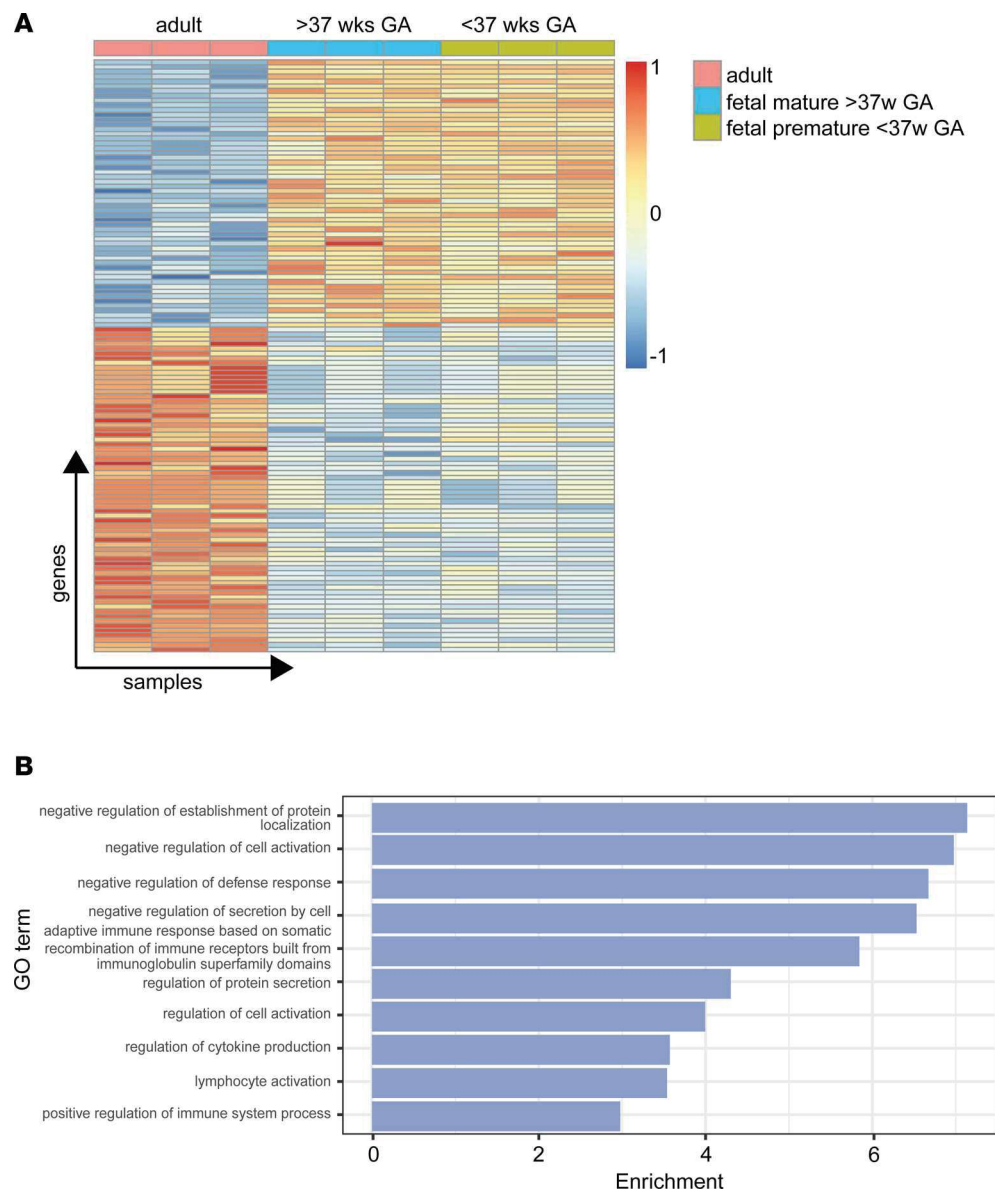 A
adult
>37 wks GA
<37 wks GA
1
0
-1
adult
fetal mature >37w GA
fetal premature <37w GA
genes
samples
B
negative regulation of establishment of protein
localization
negative regulation of cell activation
negative regulation of defense response
negative regulation of secretion by cell
adaptive immune response based on somatic
recombination of immune receptors built from
immunoglobulin superfamily domains
regulation of protein secretion
regulation of cell activation
regulation of cytokine production
lymphocyte activation
positive regulation of immune system process
GO term
0
2
4
6
Enrichment